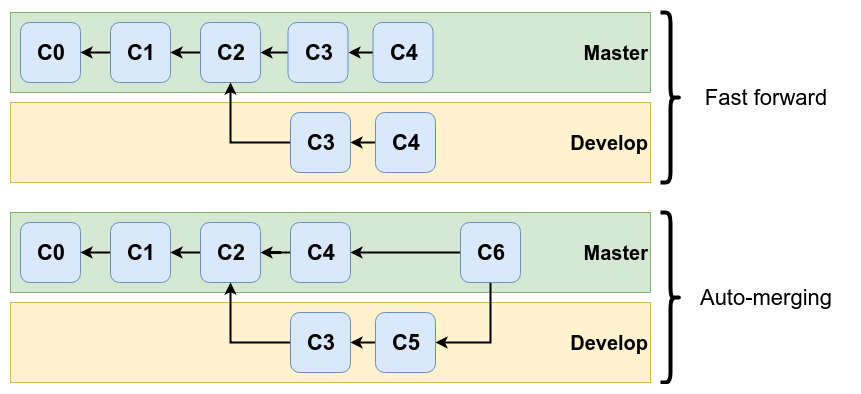 C0 C1 C2 C3 C4 Master
Fast forward
C3 C4 Develop
C0 C1 C2 C4 C6 Master
Auto-merging
C3 C5 Develop